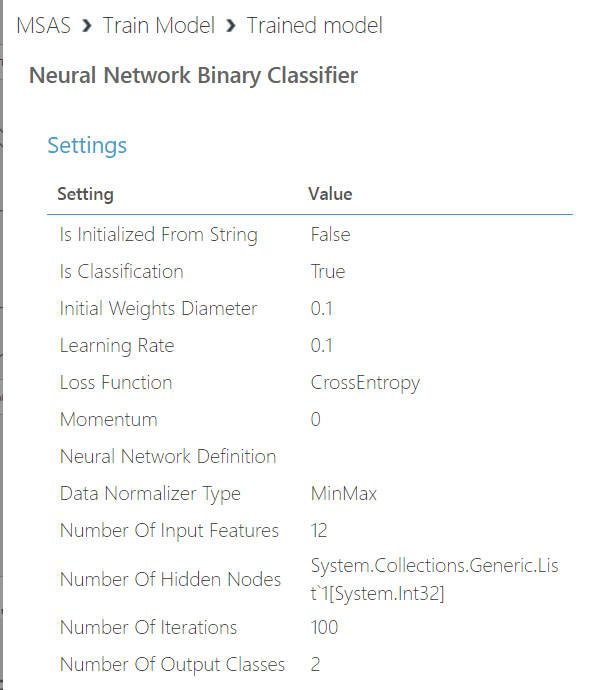 MSAS > Train Model > Trained model
Neural Network Binary Classifier
Settings
Setting Value
Is Initialized From String False
Is Classification True
Initial Weights Diameter 0.1
Learning Rate 0.1
Loss Function CrossEntropy
Momentum 0
Neural Network Definition
Data Normalizer Type MinMax
Number Of Input Features 12
Number Of Hidden Nodes System.Collections.Generic.Lis
t`1[System.Int32]
Number Of Iterations 100
Number Of Output Classes 2